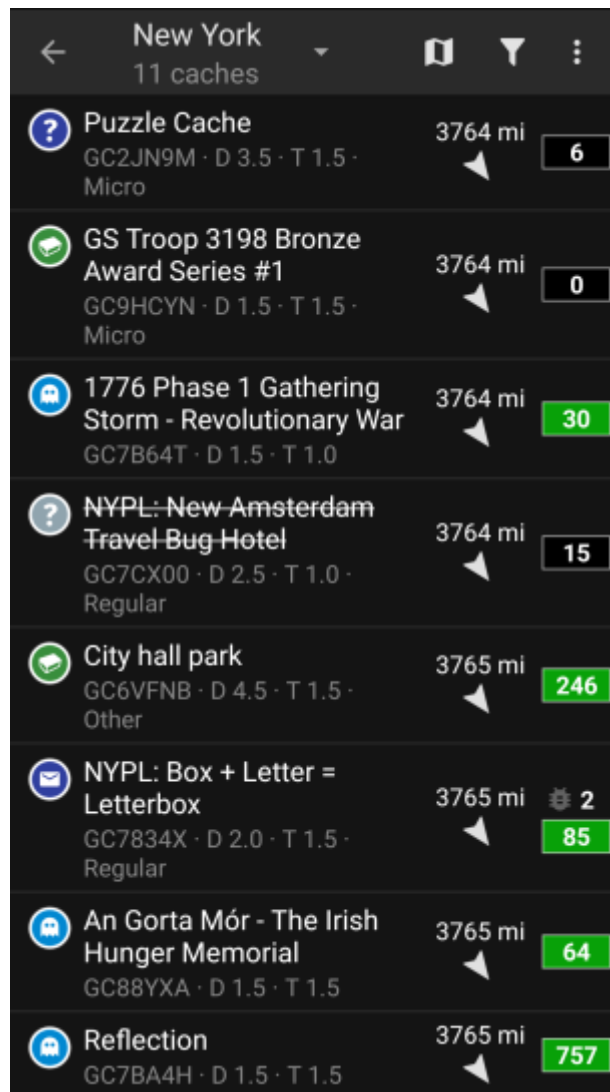 New York
11 caches
Puzzle Cache
GC2JN9M · D 3.5 · T 1.5 ·
Micro
3764 mi
6
GS Troop 3198 Bronze
Award Series #1
GC9HCYN · D 1.5 · T 1.5 ·
Micro
3764 mi
0
1776 Phase 1 Gathering
Storm - Revolutionary War
GC7B64T · D 1.5 · T 1.0
3764 mi
30
NYPL: New Amsterdam
Travel Bug Hotel
GC7CX00 · D 2.5 · T 1.0 ·
Regular
3764 mi
15
City hall park
GC6VFNB · D 4.5 · T 1.5 ·
Other
3765 mi
246
NYPL: Box + Letter =
Letterbox
GC7834X · D 2.0 · T 1.5 ·
Regular
3765 mi
2
85
An Gorta Mór - The Irish
Hunger Memorial
GC88YXA · D 1.5 · T 1.5
3765 mi
64
Reflection
GC7BA4H · D 1.5 · T 1.5
3765 mi
757